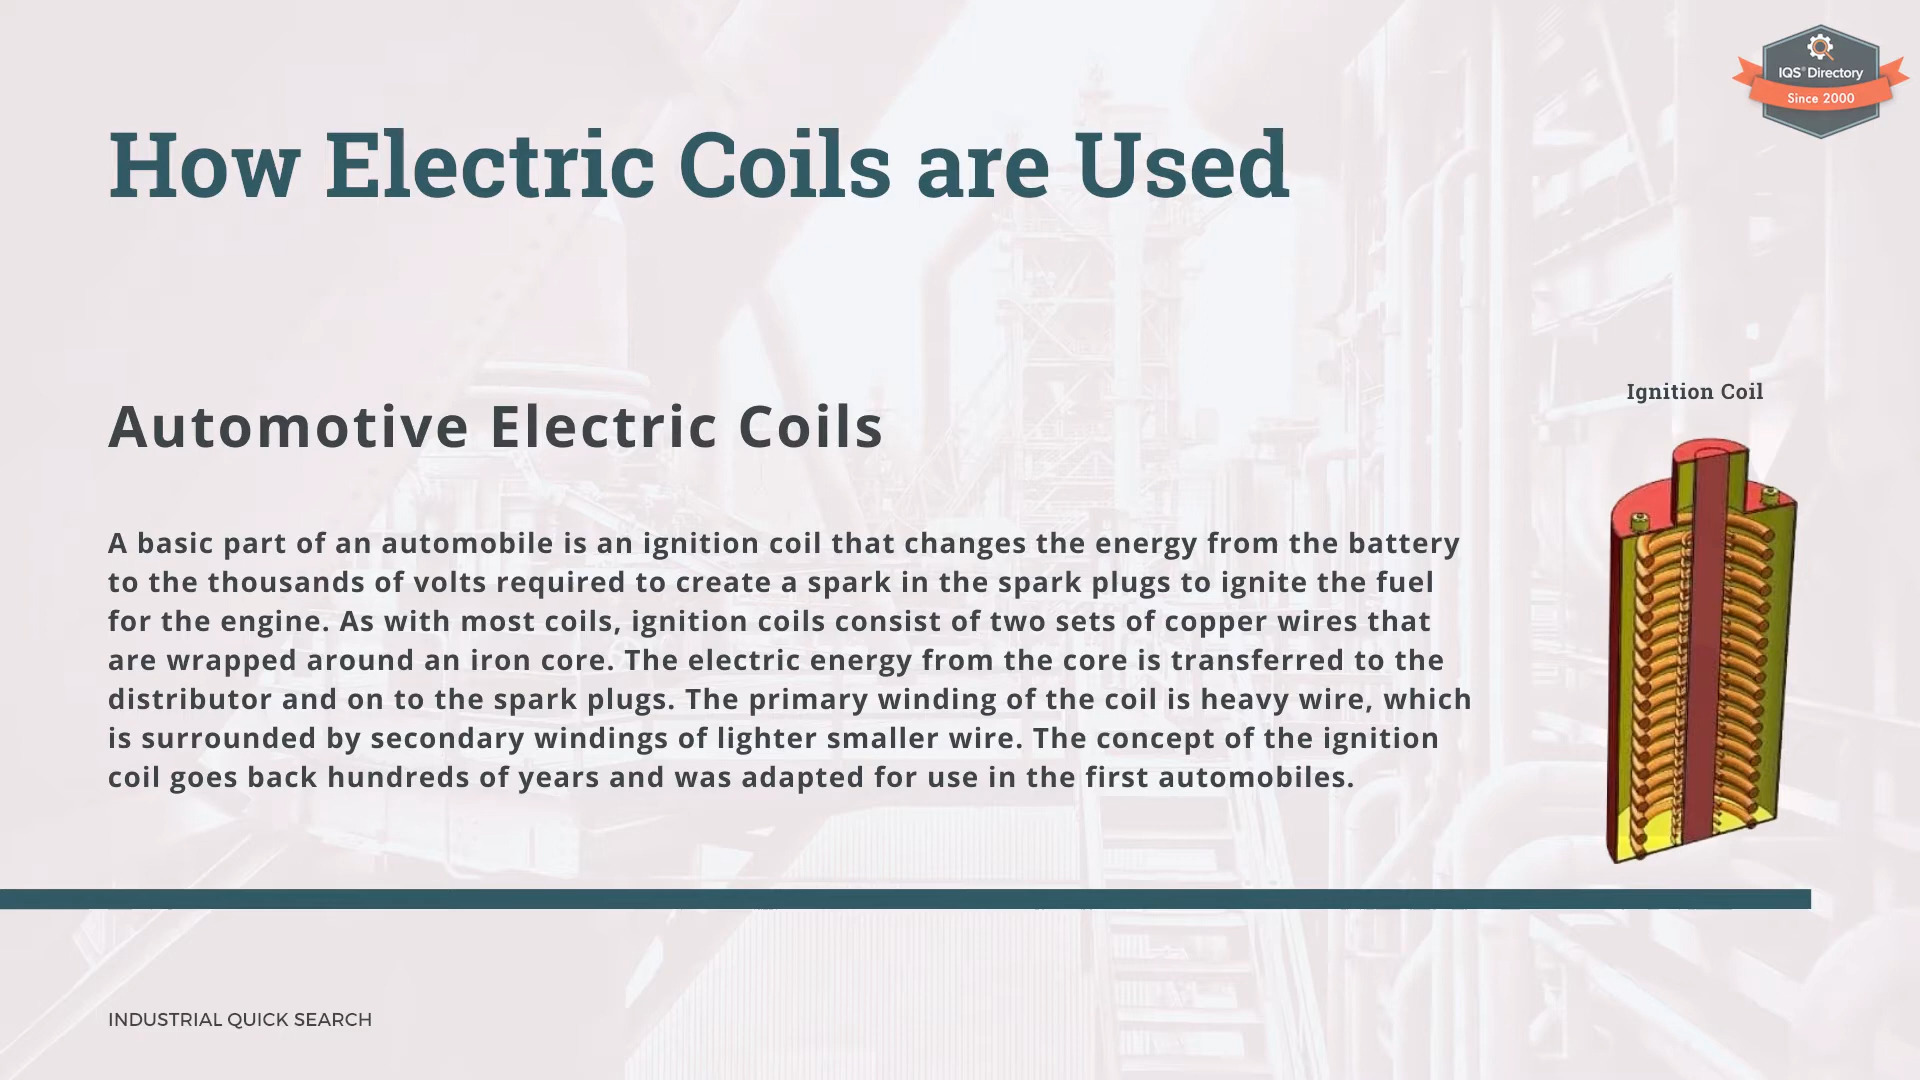 IQS® Directory
Since 2000
How Electric Coils are Used
Automotive Electric Coils
A basic part of an automobile is an ignition coil that changes the energy from the battery
to the thousands of volts required to create a spark in the spark plugs to ignite the fuel
for the engine. As with most coils, ignition coils consist of two sets of copper wires that
are wrapped around an iron core. The electric energy from the core is transferred to the
distributor and on to the spark plugs. The primary winding of the coil is heavy wire, which
is surrounded by secondary windings of lighter smaller wire. The concept of the ignition
coil goes back hundreds of years and was adapted for use in the first automobiles.
Ignition Coil
INDUSTRIAL QUICK SEARCH